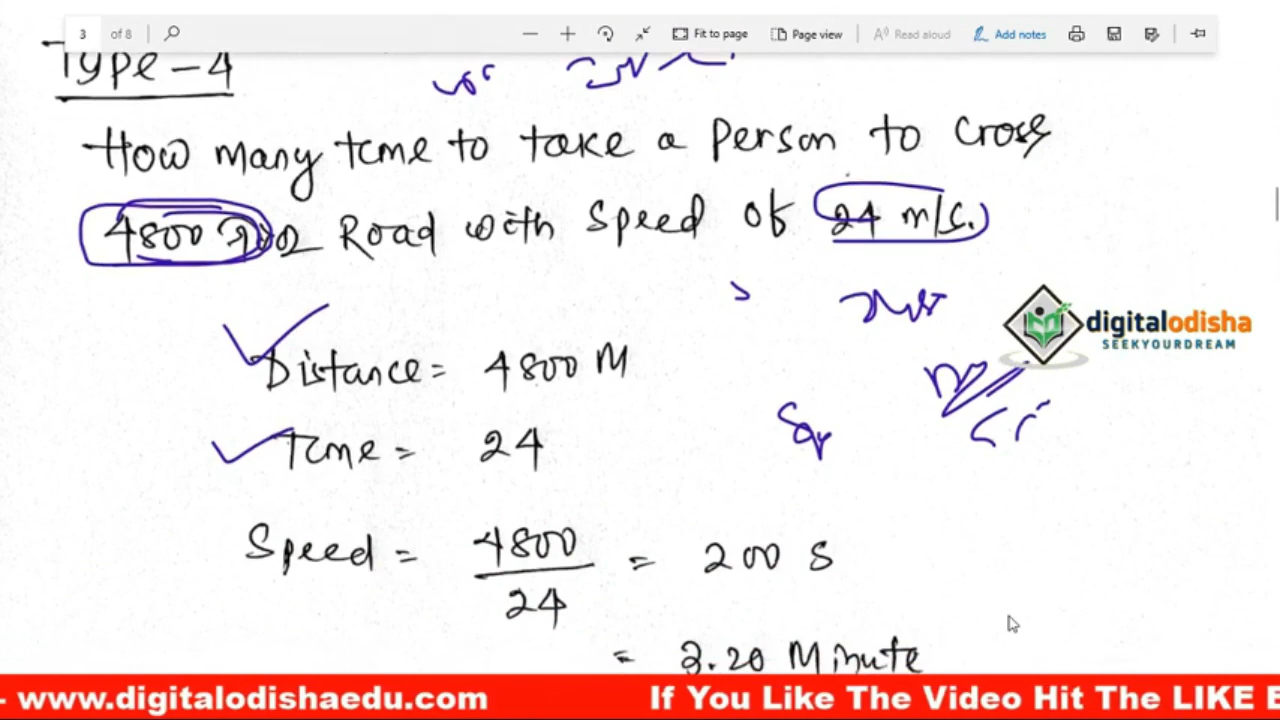 3 of 8 Fit to page Page view Read aloud Add notes
Type-4
How many time to take a Person to cross
4800 Road with Speed of 24 m/s.
digitalodisha
SEEKYOURDREAM
Distance = 4800 M
Time = 24
Speed = 4800/24 = 200 S
= 3.20 Minute
- www.digitalodishaedu.com If You Like The Video Hit The LIKE